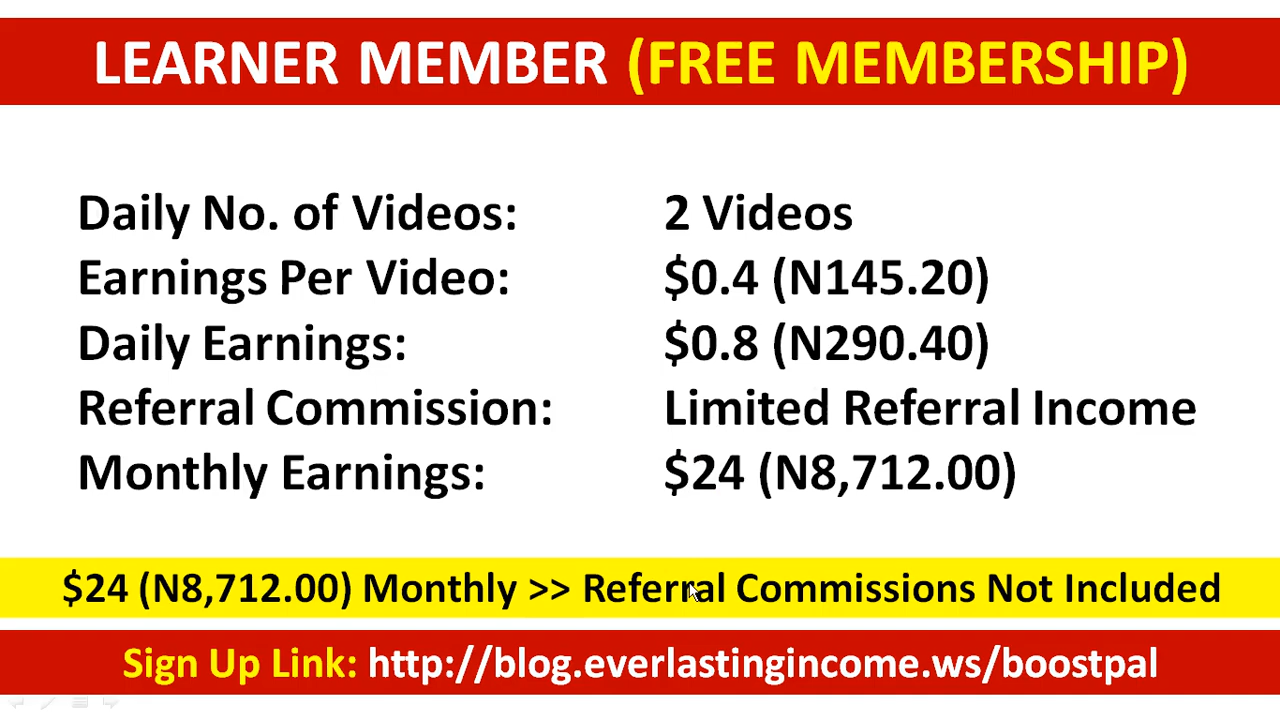 LEARNER MEMBER (FREE MEMBERSHIP)
Daily No. of Videos: 2 Videos
Earnings Per Video: $0.4 (N145.20)
Daily Earnings: $0.8 (N290.40)
Referral Commission: Limited Referral Income
Monthly Earnings: $24 (N8,712.00)
$24 (N8,712.00) Monthly >> Referral Commissions Not Included
Sign Up Link: http://blog.everlastingincome.ws/boostpal